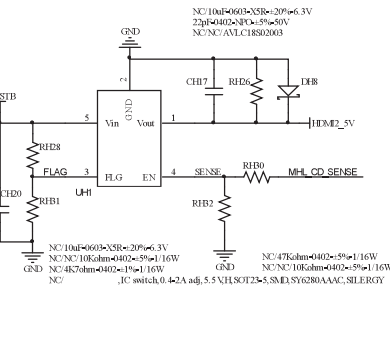 NC/10uF-0603-X5R-±20%-6.3V
22pF-0402-NPO-±5%-50V
NC/NC/AVLC18S02003
GND
2
CH17
RH26
DH8
STB
GND
5
Vin
Vout
1
HDMI2_5V
RH28
FLAG
3
FLG
EN
4
SENSE
RH30
MHL_CD_SENSE
UH1
CH20
RH31
RH32
GND
GND
NC/10uF-0603-X5R-±20%-6.3V
NC/NC/10Kohm-0402-±5%-1/16W
NC/4K7ohm-0402-±1%-1/16W
NC/ ,IC switch,0.4-2A adj,5.5V,H,SOT23-5,SMD,SY6280AAAC,SILERGY
NC/47Kohm-0402-±5%-1/16W
NC/NC/10Kohm-0402-±5%-1/16W